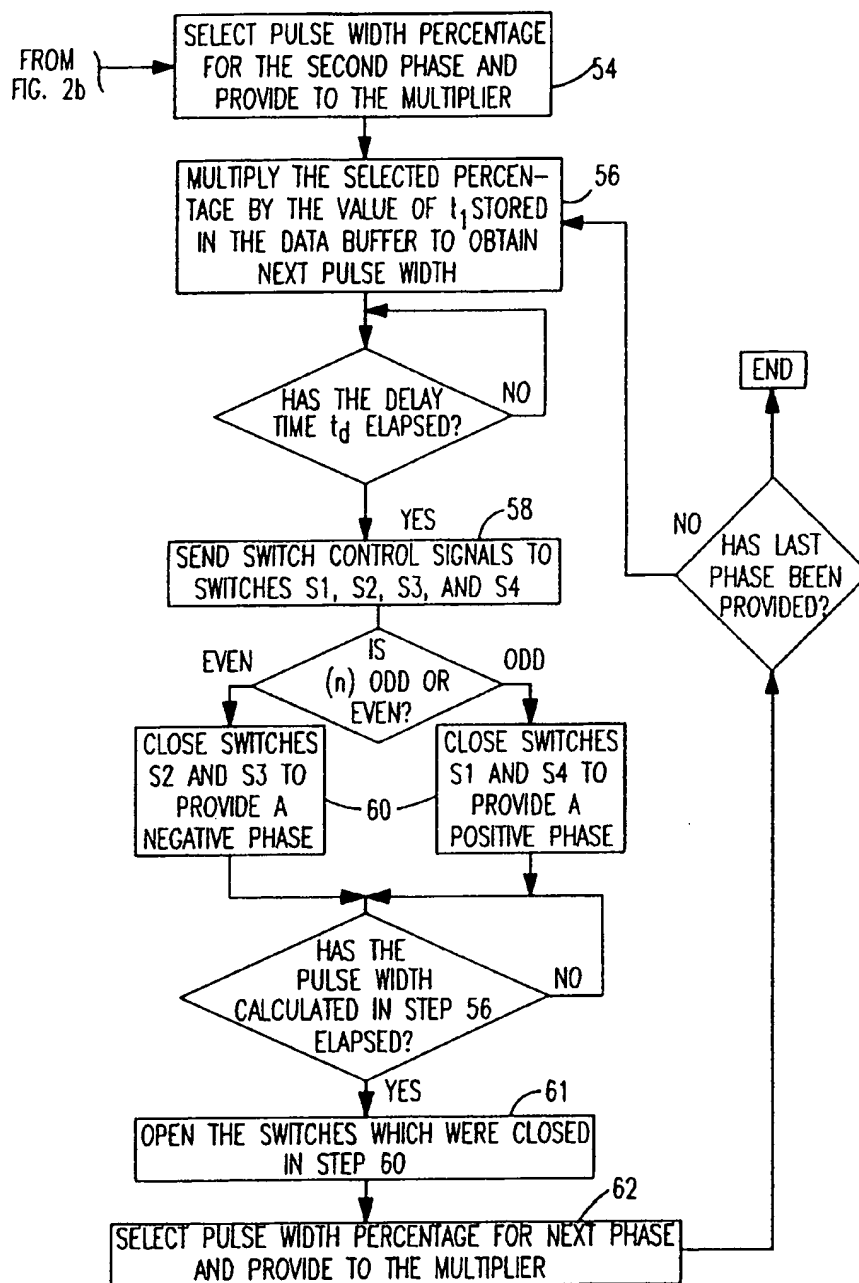 FROM
FIG. 2b
SELECT PULSE WIDTH PERCENTAGE
FOR THE SECOND PHASE AND
PROVIDE TO THE MULTIPLIER
54
MULTIPLY THE SELECTED PERCEN-
TAGE BY THE VALUE OF t1 STORED
IN THE DATA BUFFER TO OBTAIN
NEXT PULSE WIDTH
56
HAS THE DELAY
TIME td ELAPSED?
NO
YES
58
SEND SWITCH CONTROL SIGNALS TO
SWITCHES S1, S2, S3, AND S4
IS
(n) ODD OR
EVEN?
EVEN
ODD
CLOSE SWITCHES
S2 AND S3 TO
PROVIDE A
NEGATIVE PHASE
60
CLOSE SWITCHES
S1 AND S4 TO
PROVIDE A
POSITIVE PHASE
HAS THE
PULSE WIDTH
CALCULATED IN STEP 56
ELAPSED?
NO
YES
61
OPEN THE SWITCHES WHICH WERE CLOSED
IN STEP 60
62
SELECT PULSE WIDTH PERCENTAGE FOR NEXT PHASE
AND PROVIDE TO THE MULTIPLIER
HAS LAST
PHASE BEEN
PROVIDED?
NO
END